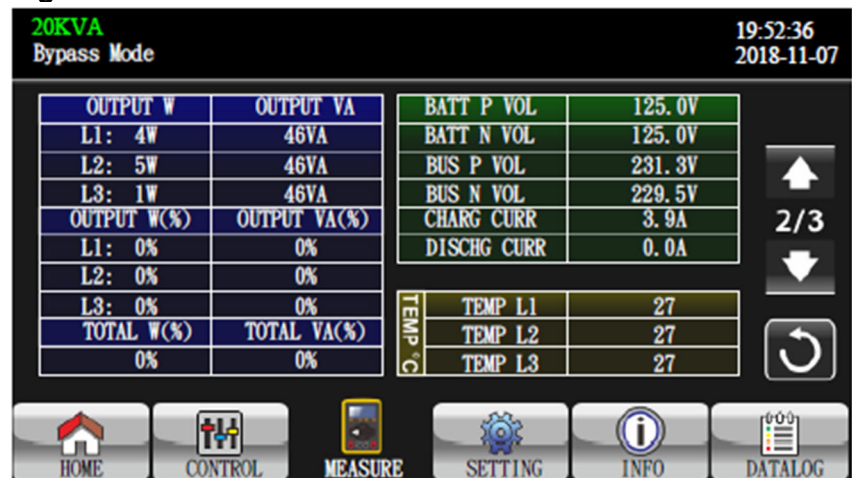 20KVA
19:52:36
Bypass Mode
2018-11-07
OUTPUT W OUTPUT VA
L1: 4W 46VA
L2: 5W 46VA
L3: 1W 46VA
OUTPUT W(%) OUTPUT VA(%)
L1: 0% 0%
L2: 0% 0%
L3: 0% 0%
TOTAL W(%) TOTAL VA(%)
0% 0%
BATT P VOL 125.0V
BATT N VOL 125.0V
BUS P VOL 231.3V
BUS N VOL 229.5V
CHARG CURR 3.9A
DISCHG CURR 0.0A
TEMP °C
TEMP L1 27
TEMP L2 27
TEMP L3 27
2/3
HOME CONTROL MEASURE SETTING INFO DATALOG